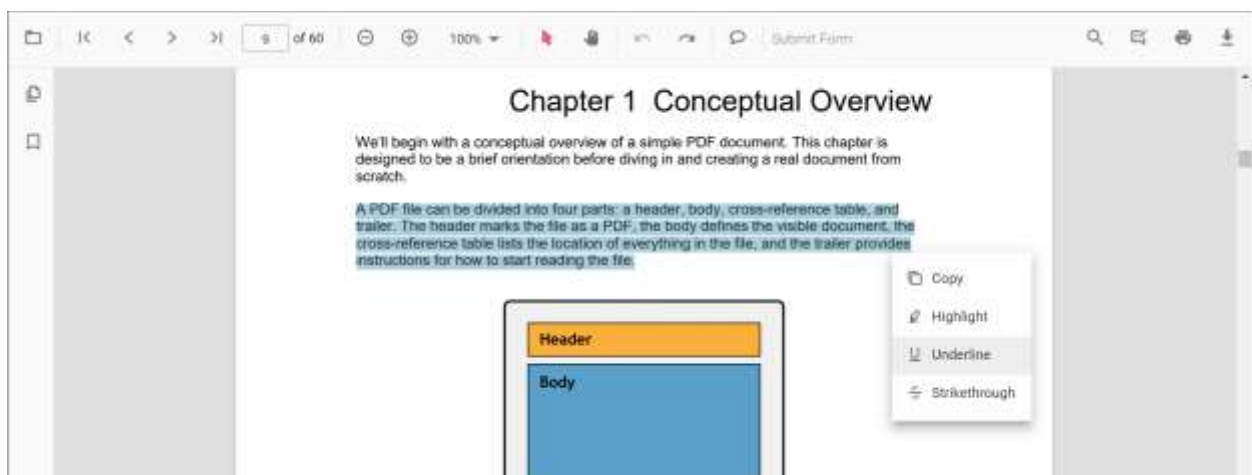 9 of 60 100% Submit Form
Chapter 1 Conceptual Overview
We'll begin with a conceptual overview of a simple PDF document. This chapter is
designed to be a brief orientation before diving in and creating a real document from
scratch.
A PDF file can be divided into four parts: a header, body, cross-reference table, and
trailer. The header marks the file as a PDF, the body defines the visible document, the
cross-reference table lists the location of everything in the file, and the trailer provides
instructions for how to start reading the file.
Copy
Highlight
Underline
Strikethrough
Header
Body